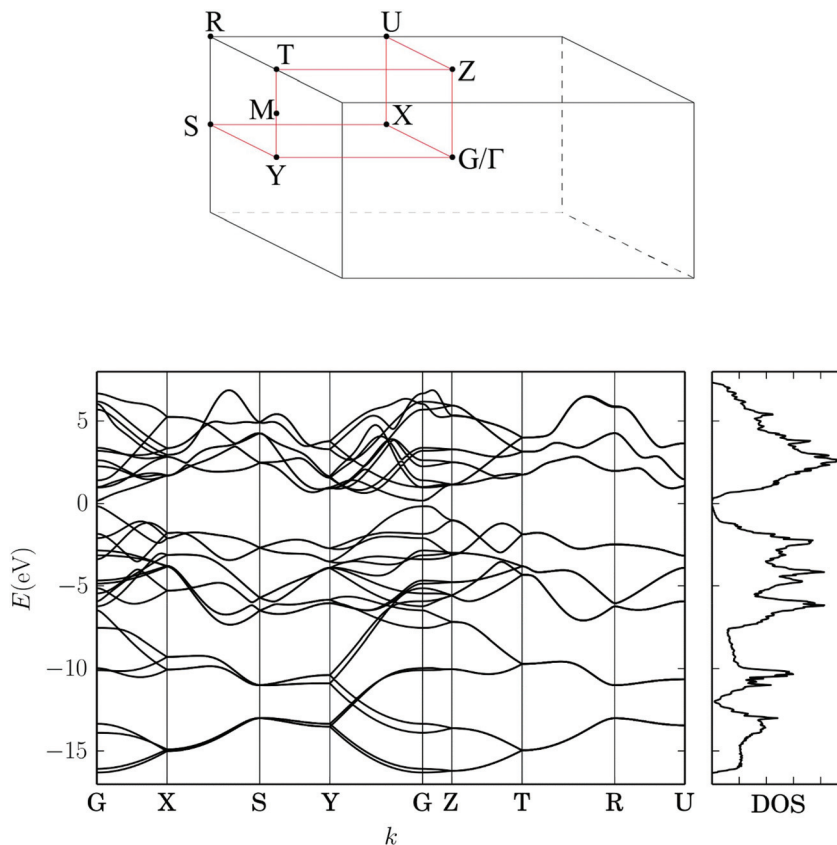 R U
T Z
M
S X
Y G/Γ
5
0
−5
−10
−15
E(eV)
G X S Y G Z T R U
k
DOS